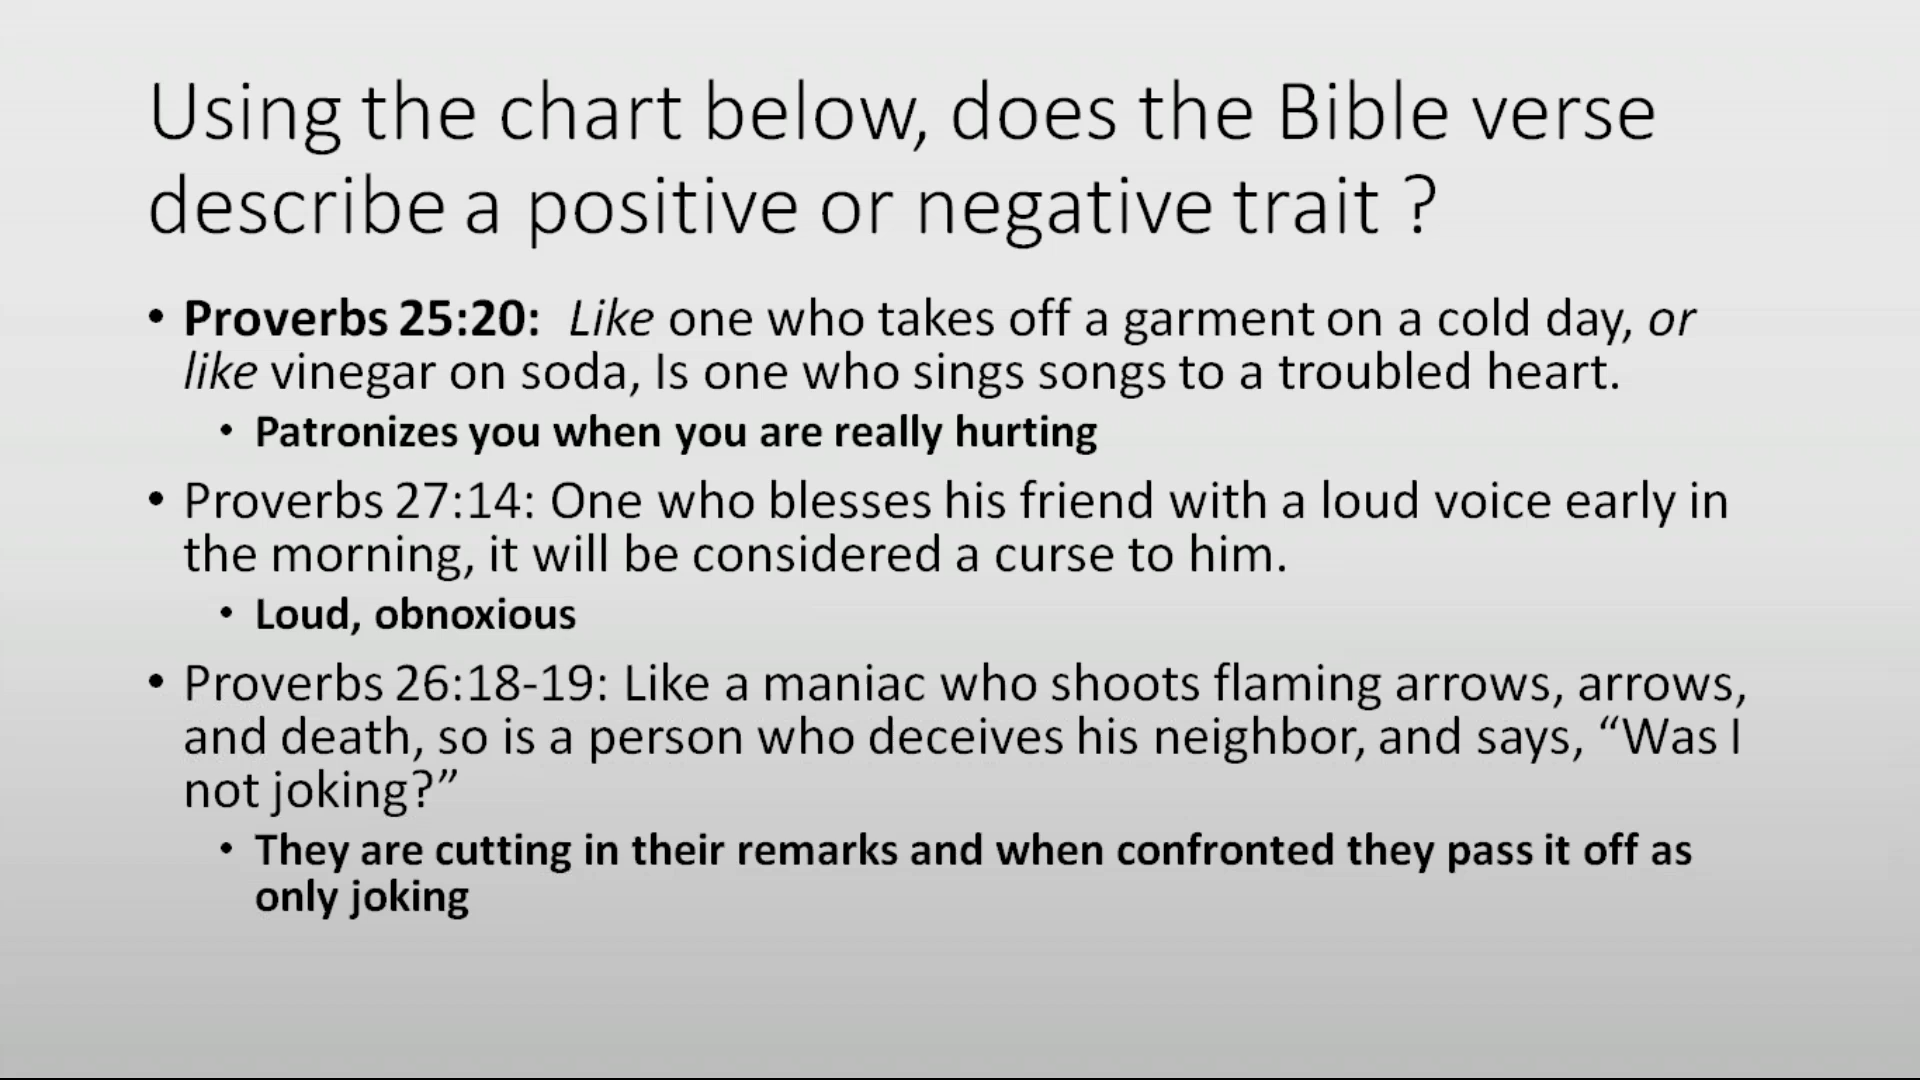 Using the chart below, does the Bible verse
describe a positive or negative trait ?
• Proverbs 25:20: Like one who takes off a garment on a cold day, or
like vinegar on soda, Is one who sings songs to a troubled heart.
• Patronizes you when you are really hurting
• Proverbs 27:14: One who blesses his friend with a loud voice early in
the morning, it will be considered a curse to him.
• Loud, obnoxious
• Proverbs 26:18-19: Like a maniac who shoots flaming arrows, arrows,
and death, so is a person who deceives his neighbor, and says, “Was I
not joking?”
• They are cutting in their remarks and when confronted they pass it off as
only joking